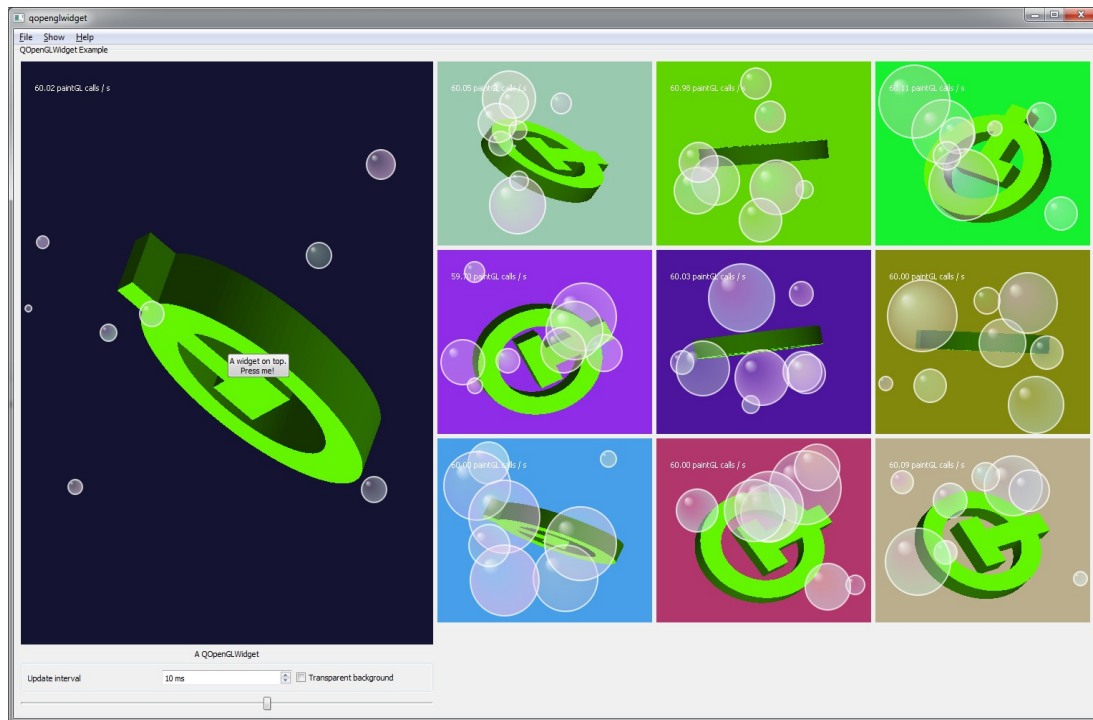 qopenglwidget
File Show Help
QOpenGLWidget Example
60.02 paintGL calls / s
60.05 paintGL calls / s
60.98 paintGL calls / s
60.11 paintGL calls / s
59.70 paintGL calls / s
60.03 paintGL calls / s
60.00 paintGL calls / s
60.00 paintGL calls / s
60.00 paintGL calls / s
60.09 paintGL calls / s
A widget on top.
Press me!
A QOpenGLWidget
Update interval 10 ms Transparent background